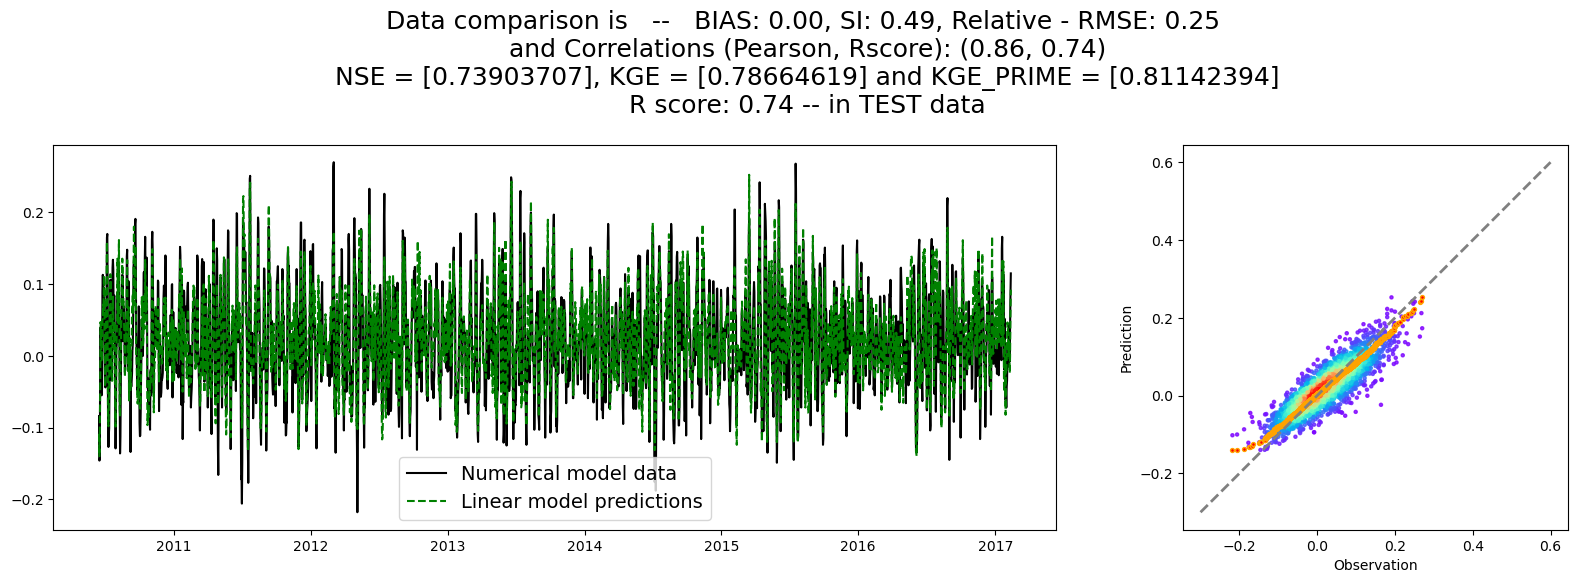 Data comparison is -- BIAS: 0.00, SI: 0.49, Relative - RMSE: 0.25
and Correlations (Pearson, Rscore): (0.86, 0.74)
NSE = [0.73903707], KGE = [0.78664619] and KGE_PRIME = [0.81142394]
R score: 0.74 -- in TEST data
0.2
0.1
0.0
−0.1
−0.2
Numerical model data
Linear model predictions
2011 2012 2013 2014 2015 2016 2017
Prediction
0.6
0.4
0.2
0.0
−0.2
−0.2 0.0 0.2 0.4 0.6
Observation